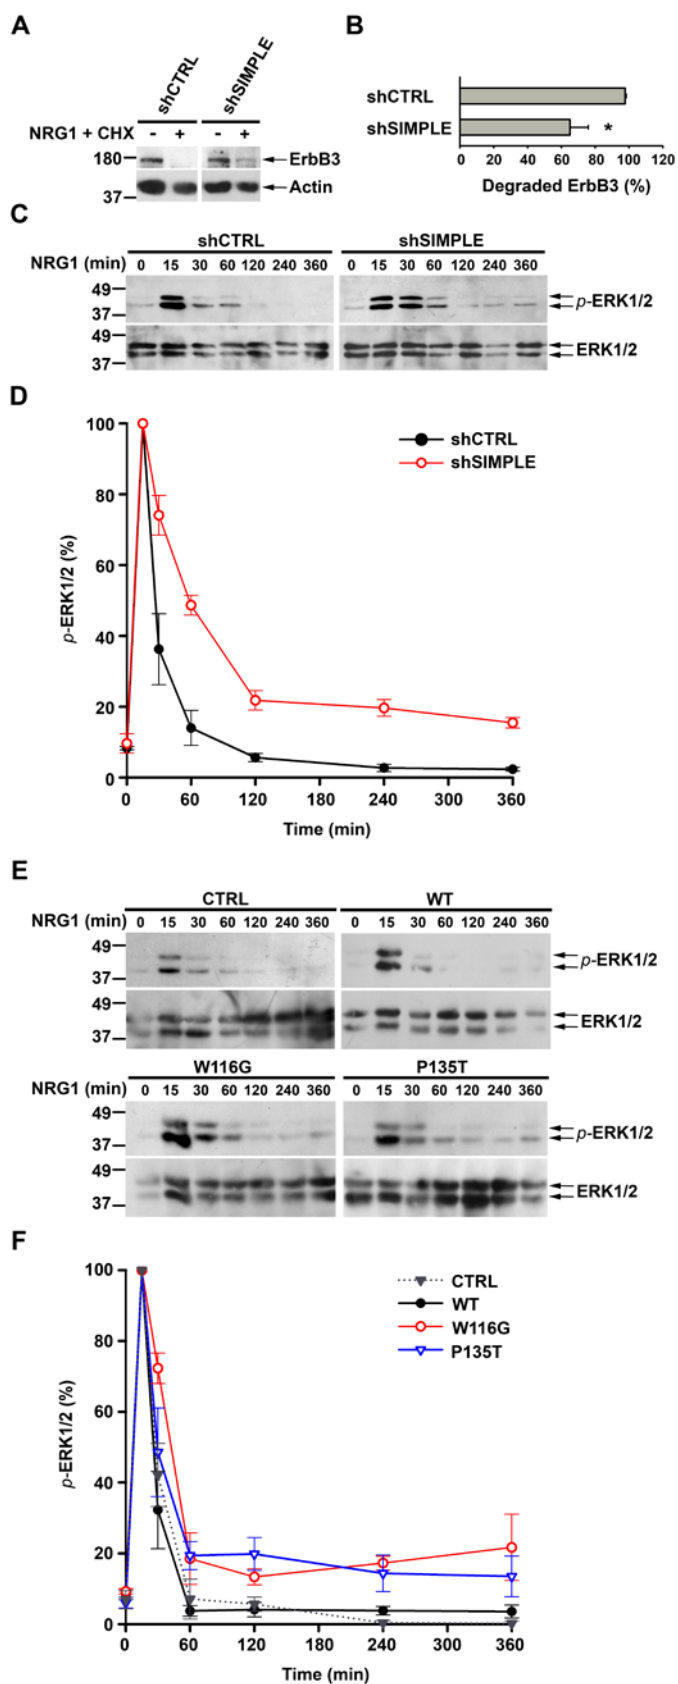 A
shCTRL
shSIMPLE
NRG1 + CHX - + - +
180
ErbB3
37
Actin
B
shCTRL
shSIMPLE
*
0 20 40 60 80 100 120
Degraded ErbB3 (%)
C
shCTRL shSIMPLE
NRG1 (min) 0 15 30 60 120 240 360 0 15 30 60 120 240 360
49
37
p-ERK1/2
49
37
ERK1/2
D
100
80
60
40
20
0
p-ERK1/2 (%)
shCTRL
shSIMPLE
0 60 120 180 240 300 360
Time (min)
E
CTRL WT
NRG1 (min) 0 15 30 60 120 240 360 0 15 30 60 120 240 360
49
37
p-ERK1/2
49
37
ERK1/2
W116G P135T
NRG1 (min) 0 15 30 60 120 240 360 0 15 30 60 120 240 360
49
37
p-ERK1/2
49
37
ERK1/2
F
100
80
60
40
20
0
p-ERK1/2 (%)
CTRL
WT
W116G
P135T
0 60 120 180 240 300 360
Time (min)